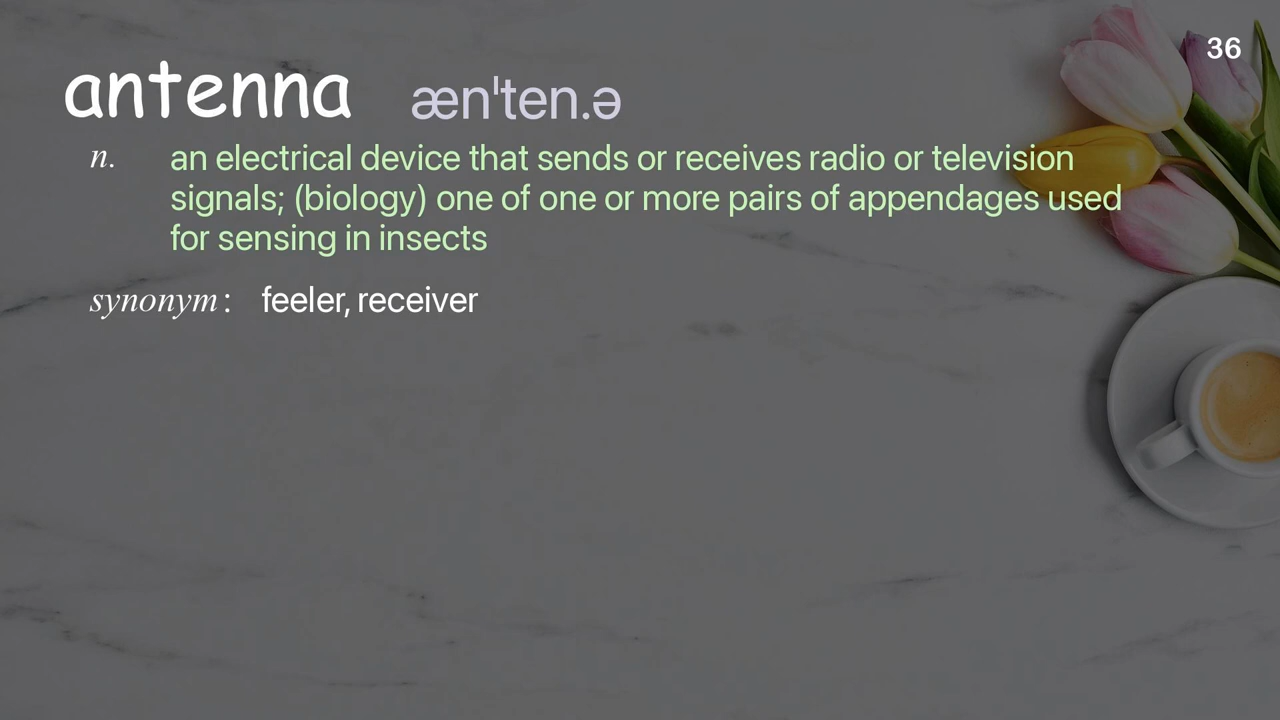 36
antenna æn'ten.ə
n. an electrical device that sends or receives radio or television
signals; (biology) one of one or more pairs of appendages used
for sensing in insects
synonym: feeler, receiver